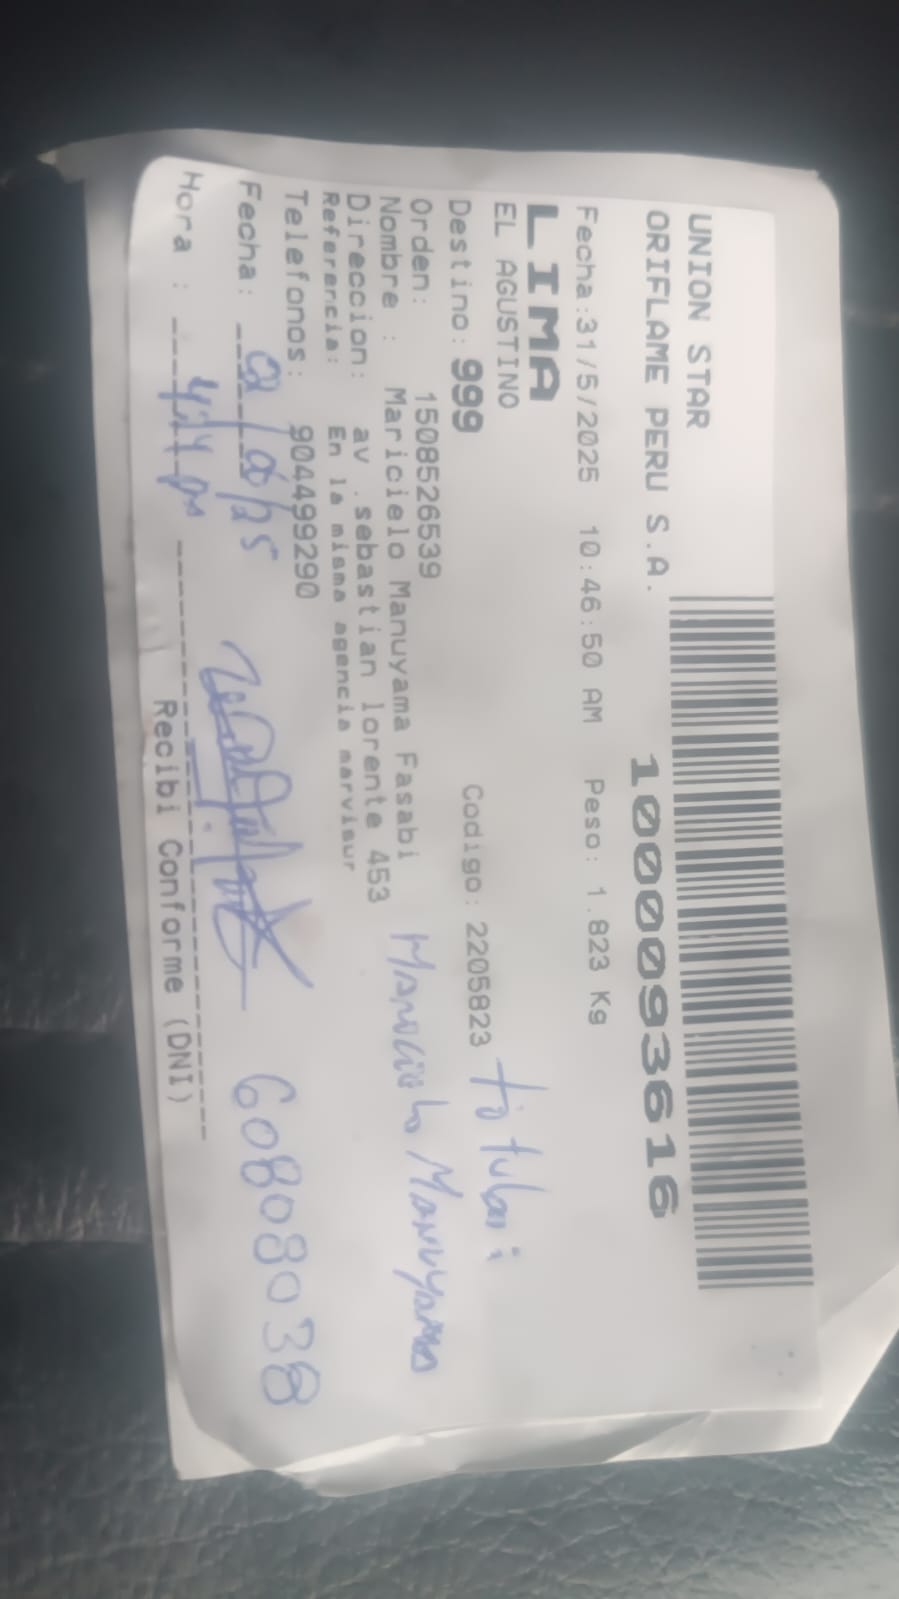 UNION STAR
ORIFLAME PERU S.A.
1000093616
Fecha:31/5/2025 10:46:50 AM Peso: 1.823 Kg
LIMA
EL AGUSTINO
Destino: 999 Codigo: 2205823 titular:
Orden: 1508526539
Nombre : Maricielo Manuyama Fasabi Maricielo Manuyama
Direccion: av .sebastian lorente 453
Referencia: En la misma agencia marvisur
Telefonos: 904499290
Fecha:
Hora :
60808038
Recibi Conforme (DNI)